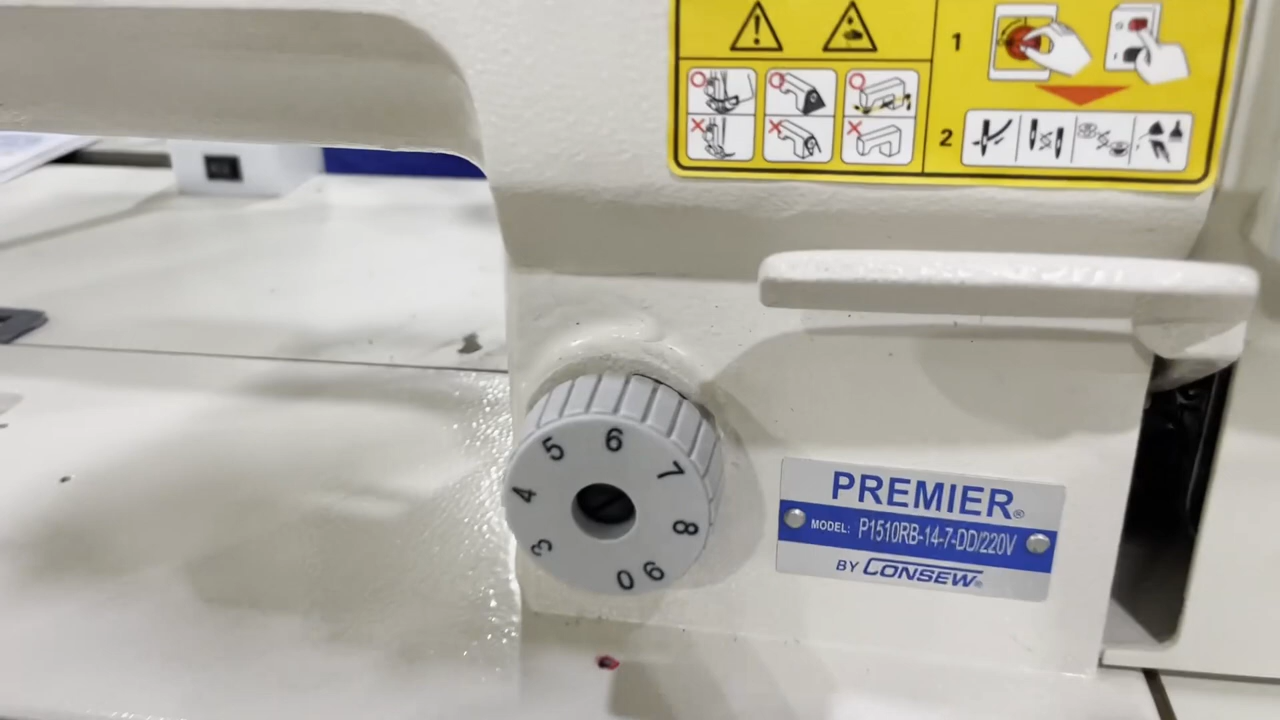 1
2
5 6 7
4 8
3 0 9
PREMIER®
MODEL: P1510RB-14-7-DD/220V
BY CONSEW®